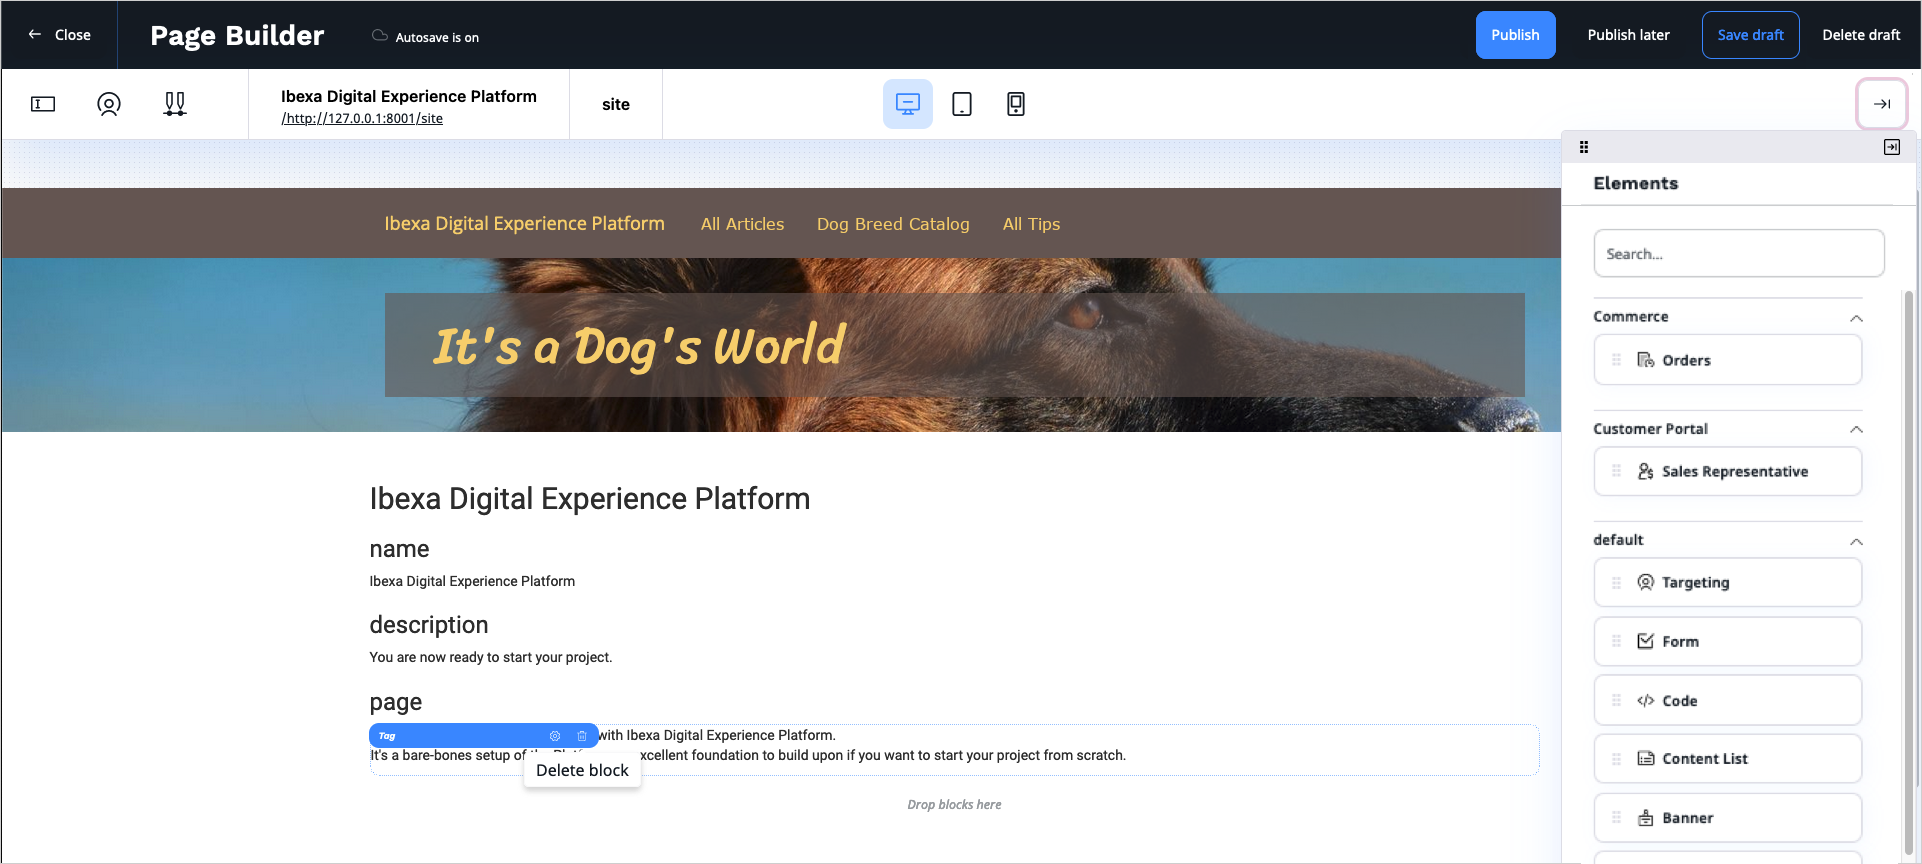 Close
Page Builder
Autosave is on
Publish
Publish later
Save draft
Delete draft
Ibexa Digital Experience Platform
/http://127.0.0.1:8001/site
site
Elements
Search...
Commerce
Orders
Customer Portal
Sales Representative
default
Targeting
Form
Code
Content List
Banner
Ibexa Digital Experience Platform
All Articles
Dog Breed Catalog
All Tips
It's a Dog's World
Ibexa Digital Experience Platform
name
Ibexa Digital Experience Platform
description
You are now ready to start your project.
page
Tag
with Ibexa Digital Experience Platform.
It's a bare-bones setup of the xcellent foundation to build upon if you want to start your project from scratch.
Delete block
Drop blocks here